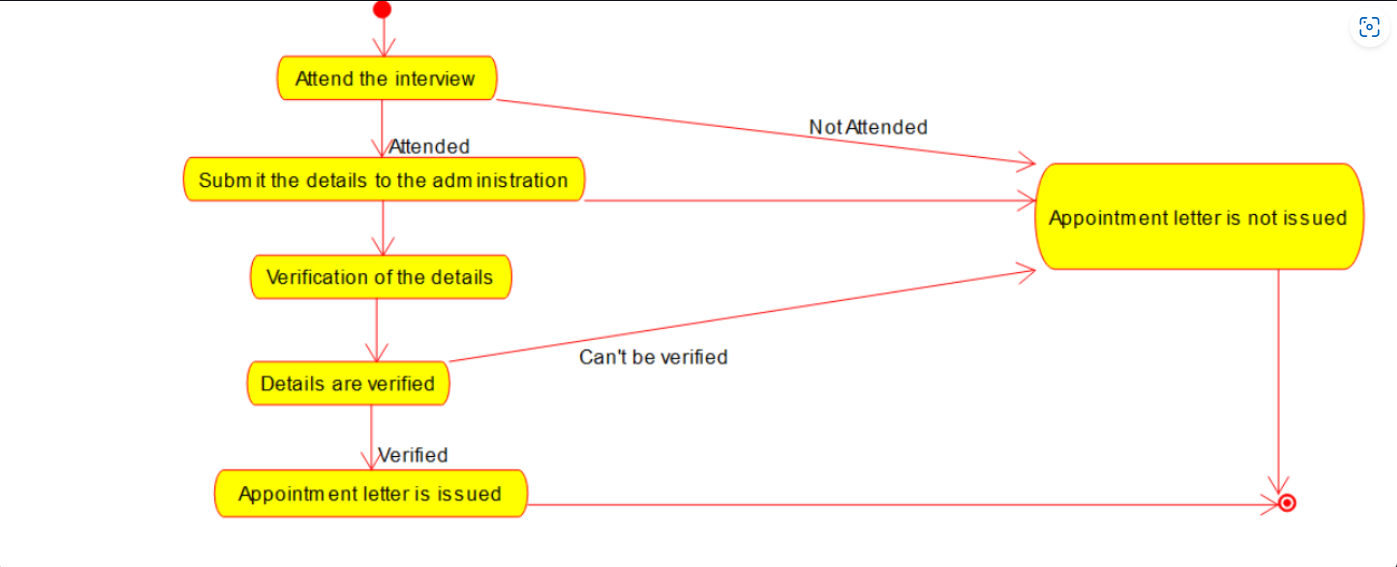 Attend the interview
Not Attended
Attended
Submit the details to the administration
Appointment letter is not issued
Verification of the details
Can't be verified
Details are verified
Verified
Appointment letter is issued